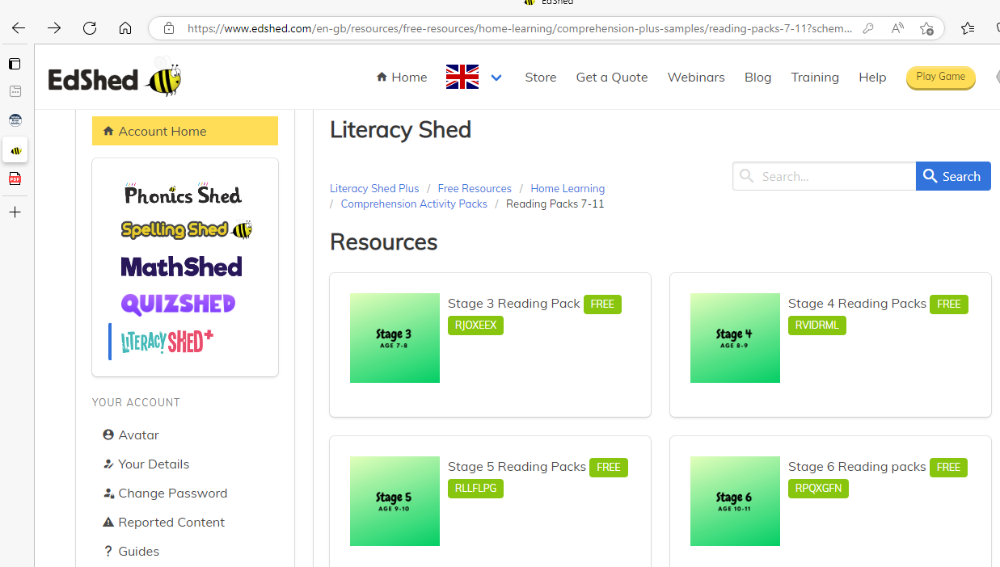 EdShed
https://www.edshed.com/en-gb/resources/free-resources/home-learning/comprehension-plus-samples/reading-packs-7-11?schem...
EdShed
Home
Store
Get a Quote
Webinars
Blog
Training
Help
Play Game
Account Home
Phonics Shed
Spelling Shed
MathShed
QUIZSHED
LITERACY SHED+
YOUR ACCOUNT
Avatar
Your Details
Change Password
Reported Content
? Guides
Literacy Shed
Search...
Search
Literacy Shed Plus / Free Resources / Home Learning
/ Comprehension Activity Packs / Reading Packs 7-11
Resources
Stage 3
AGE 7-8
Stage 3 Reading Pack FREE
RJOXEEX
Stage 4
AGE 8-9
Stage 4 Reading Packs FREE
RVIDRML
Stage 5
AGE 9-10
Stage 5 Reading Packs FREE
RLLFLPG
Stage 6
AGE 10-11
Stage 6 Reading packs FREE
RPQXGFN
PDF